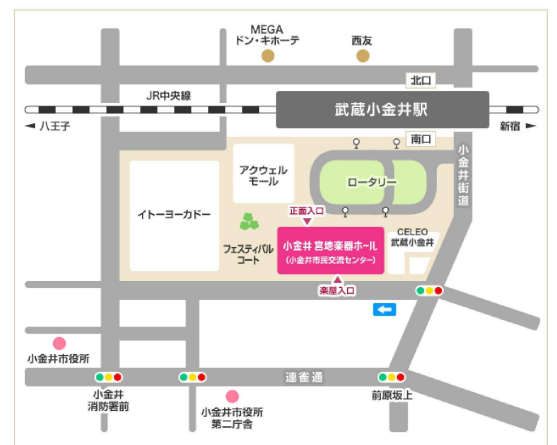 MEGA
ドン・キホーテ
西友
北口
JR中央線
武蔵小金井駅
八王子
新宿
南口
小金井街道
アクウェル
モール
ロータリー
イトーヨーカドー
正面入口
フェスティバル
コート
小金井 宮地楽器ホール
(小金井市民交流センター)
CELEO
武蔵小金井
楽屋入口
小金井市役所
連雀通
小金井
消防署前
小金井市役所
第二庁舎
前原坂上